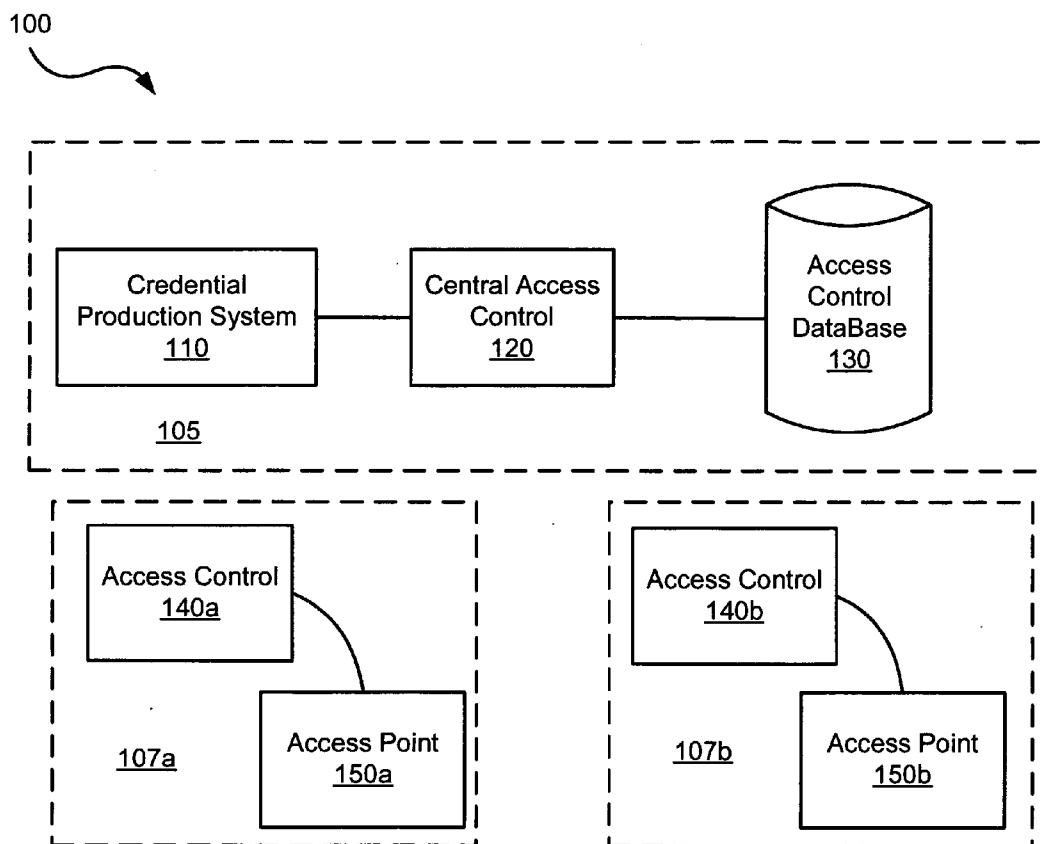 100
Credential
Production System
110
Central Access
Control
120
Access
Control
DataBase
130
105
Access Control
140a
Access Point
150a
107a
Access Control
140b
Access Point
150b
107b